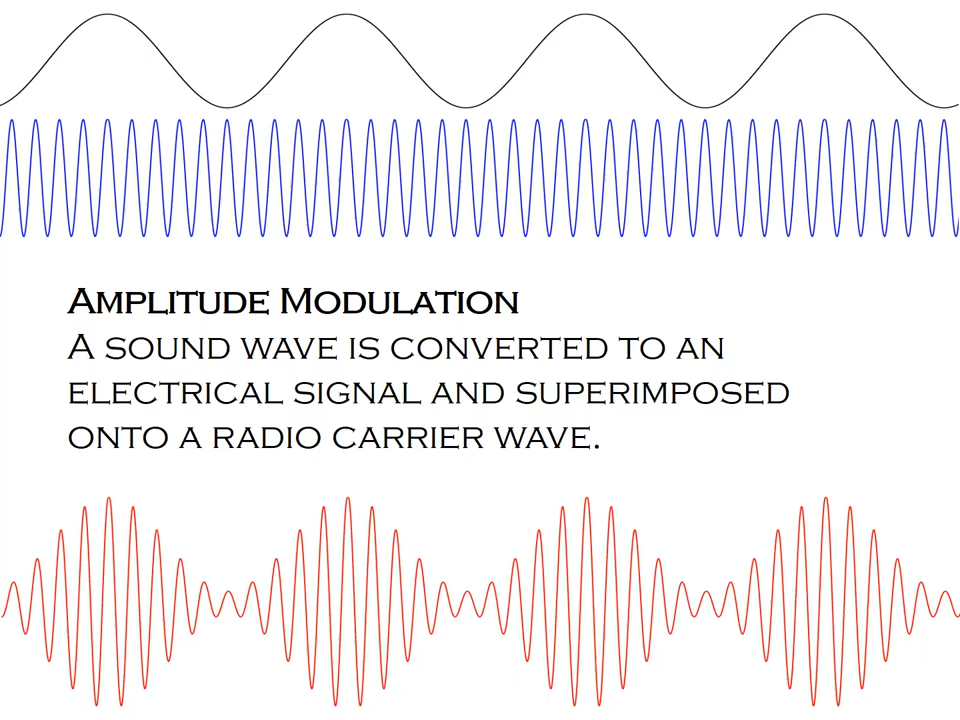 Amplitude Modulation
A sound wave is converted to an
electrical signal and superimposed
onto a radio carrier wave.